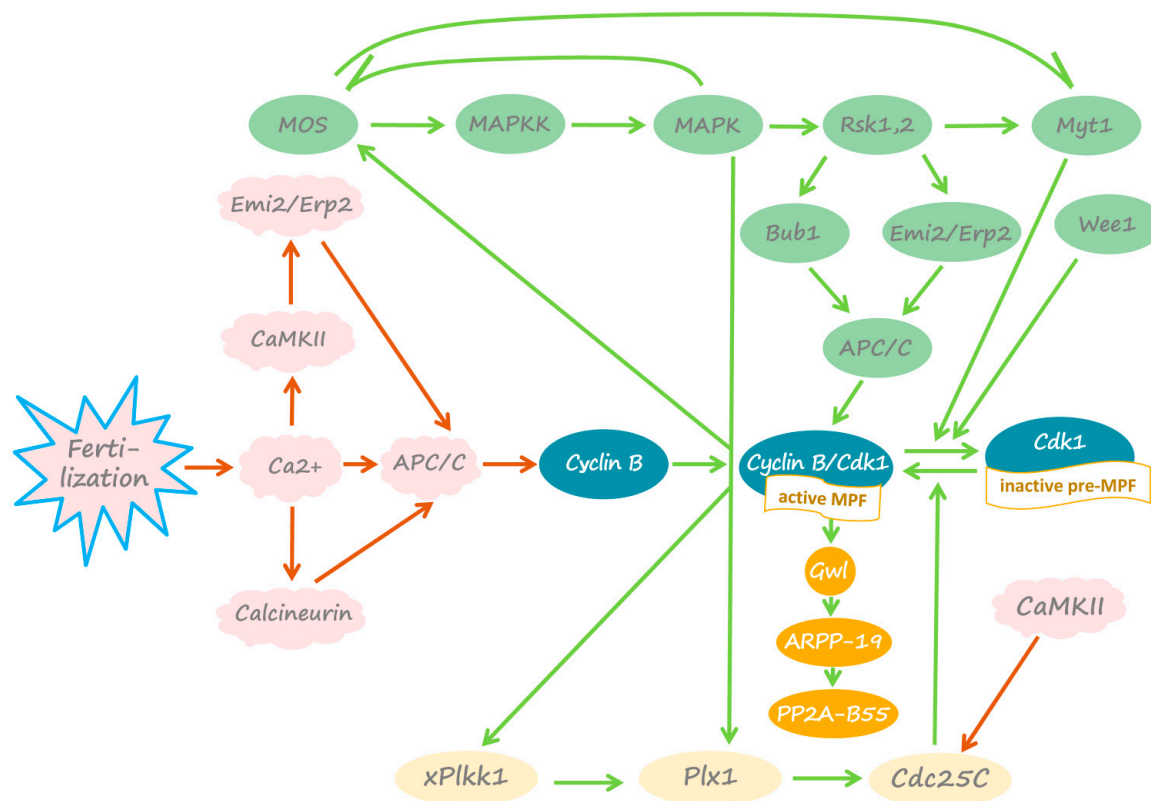 MOS
MAPKK
MAPK
Rsk1,2
Myt1
Emi2/Erp2
Bub1
Emi2/Erp2
Wee1
CaMKII
APC/C
Ferti-
lization
Ca2+
APC/C
Cyclin B
Cyclin B/Cdk1
active MPF
Cdk1
inactive pre-MPF
Gwl
Calcineurin
CaMKII
ARPP-19
PP2A-B55
xPlkk1
Plx1
Cdc25C